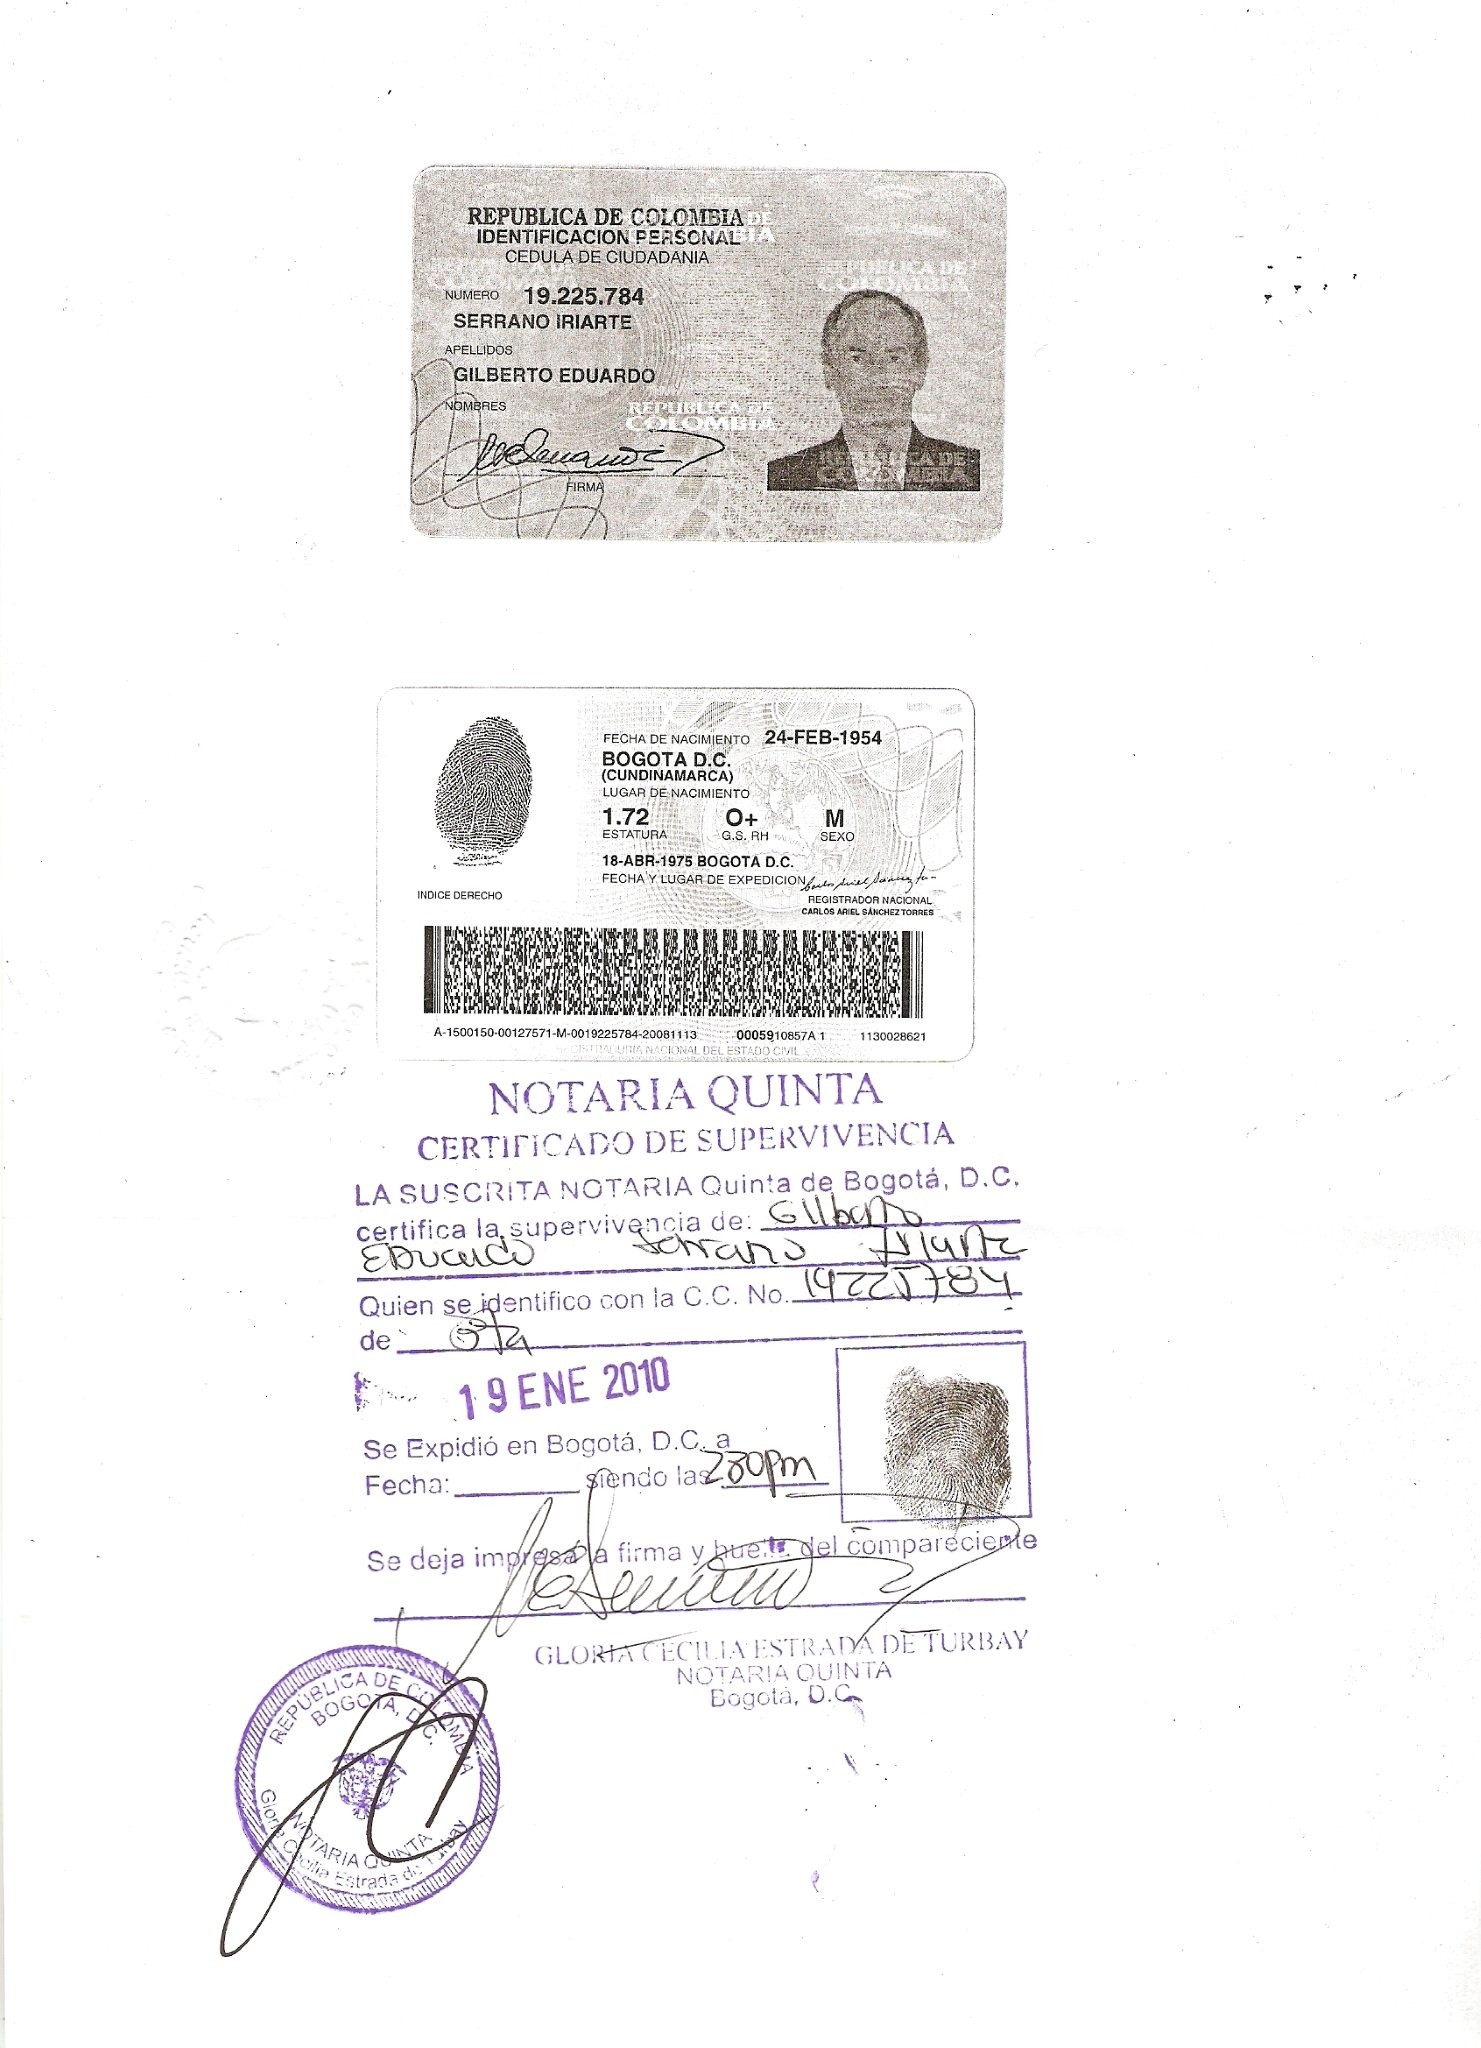 REPUBLICA DE COLOMBIA
IDENTIFICACION PERSONAL
CEDULA DE CIUDADANIA
NUMERO 19.225.784
SERRANO IRIARTE
APELLIDOS
GILBERTO EDUARDO
NOMBRES
FIRMA
REPUBLICA DE
COLOMBIA
REPUBLICA DE
COLOMBIA
FECHA DE NACIMIENTO 24-FEB-1954
BOGOTA D.C.
(CUNDINAMARCA)
LUGAR DE NACIMIENTO
1.72 O+ M
ESTATURA G.S. RH SEXO
18-ABR-1975 BOGOTA D.C.
FECHA Y LUGAR DE EXPEDICION
INDICE DERECHO
REGISTRADOR NACIONAL
CARLOS ARIEL SÁNCHEZ TORRES
A-1500150-00127571-M-0019225784-20081113 0005910857A 1 1130028621
REGISTRADURIA NACIONAL DEL ESTADO CIVIL
NOTARIA QUINTA
CERTIFICADO DE SUPERVIVENCIA
LA SUSCRITA NOTARIA Quinta de Bogotá, D.C.
certifica la supervivencia de: Gilberto
Eduardo Serrano Iriarte
Quien se identifico con la C.C. No. 19225784
de Bta
19 ENE 2010
Se Expidió en Bogotá, D.C. a
Fecha: siendo las 230pm
Se deja impresa la firma y huella del compareciente
GLORIA CECILIA ESTRADA DE TURBAY
NOTARIA QUINTA
Bogotá, D.C.
REPÚBLICA DE COLOMBIA
BOGOTÁ, D.C.
NOTARIA QUINTA
Gloria Cecilia Estrada de Turbay